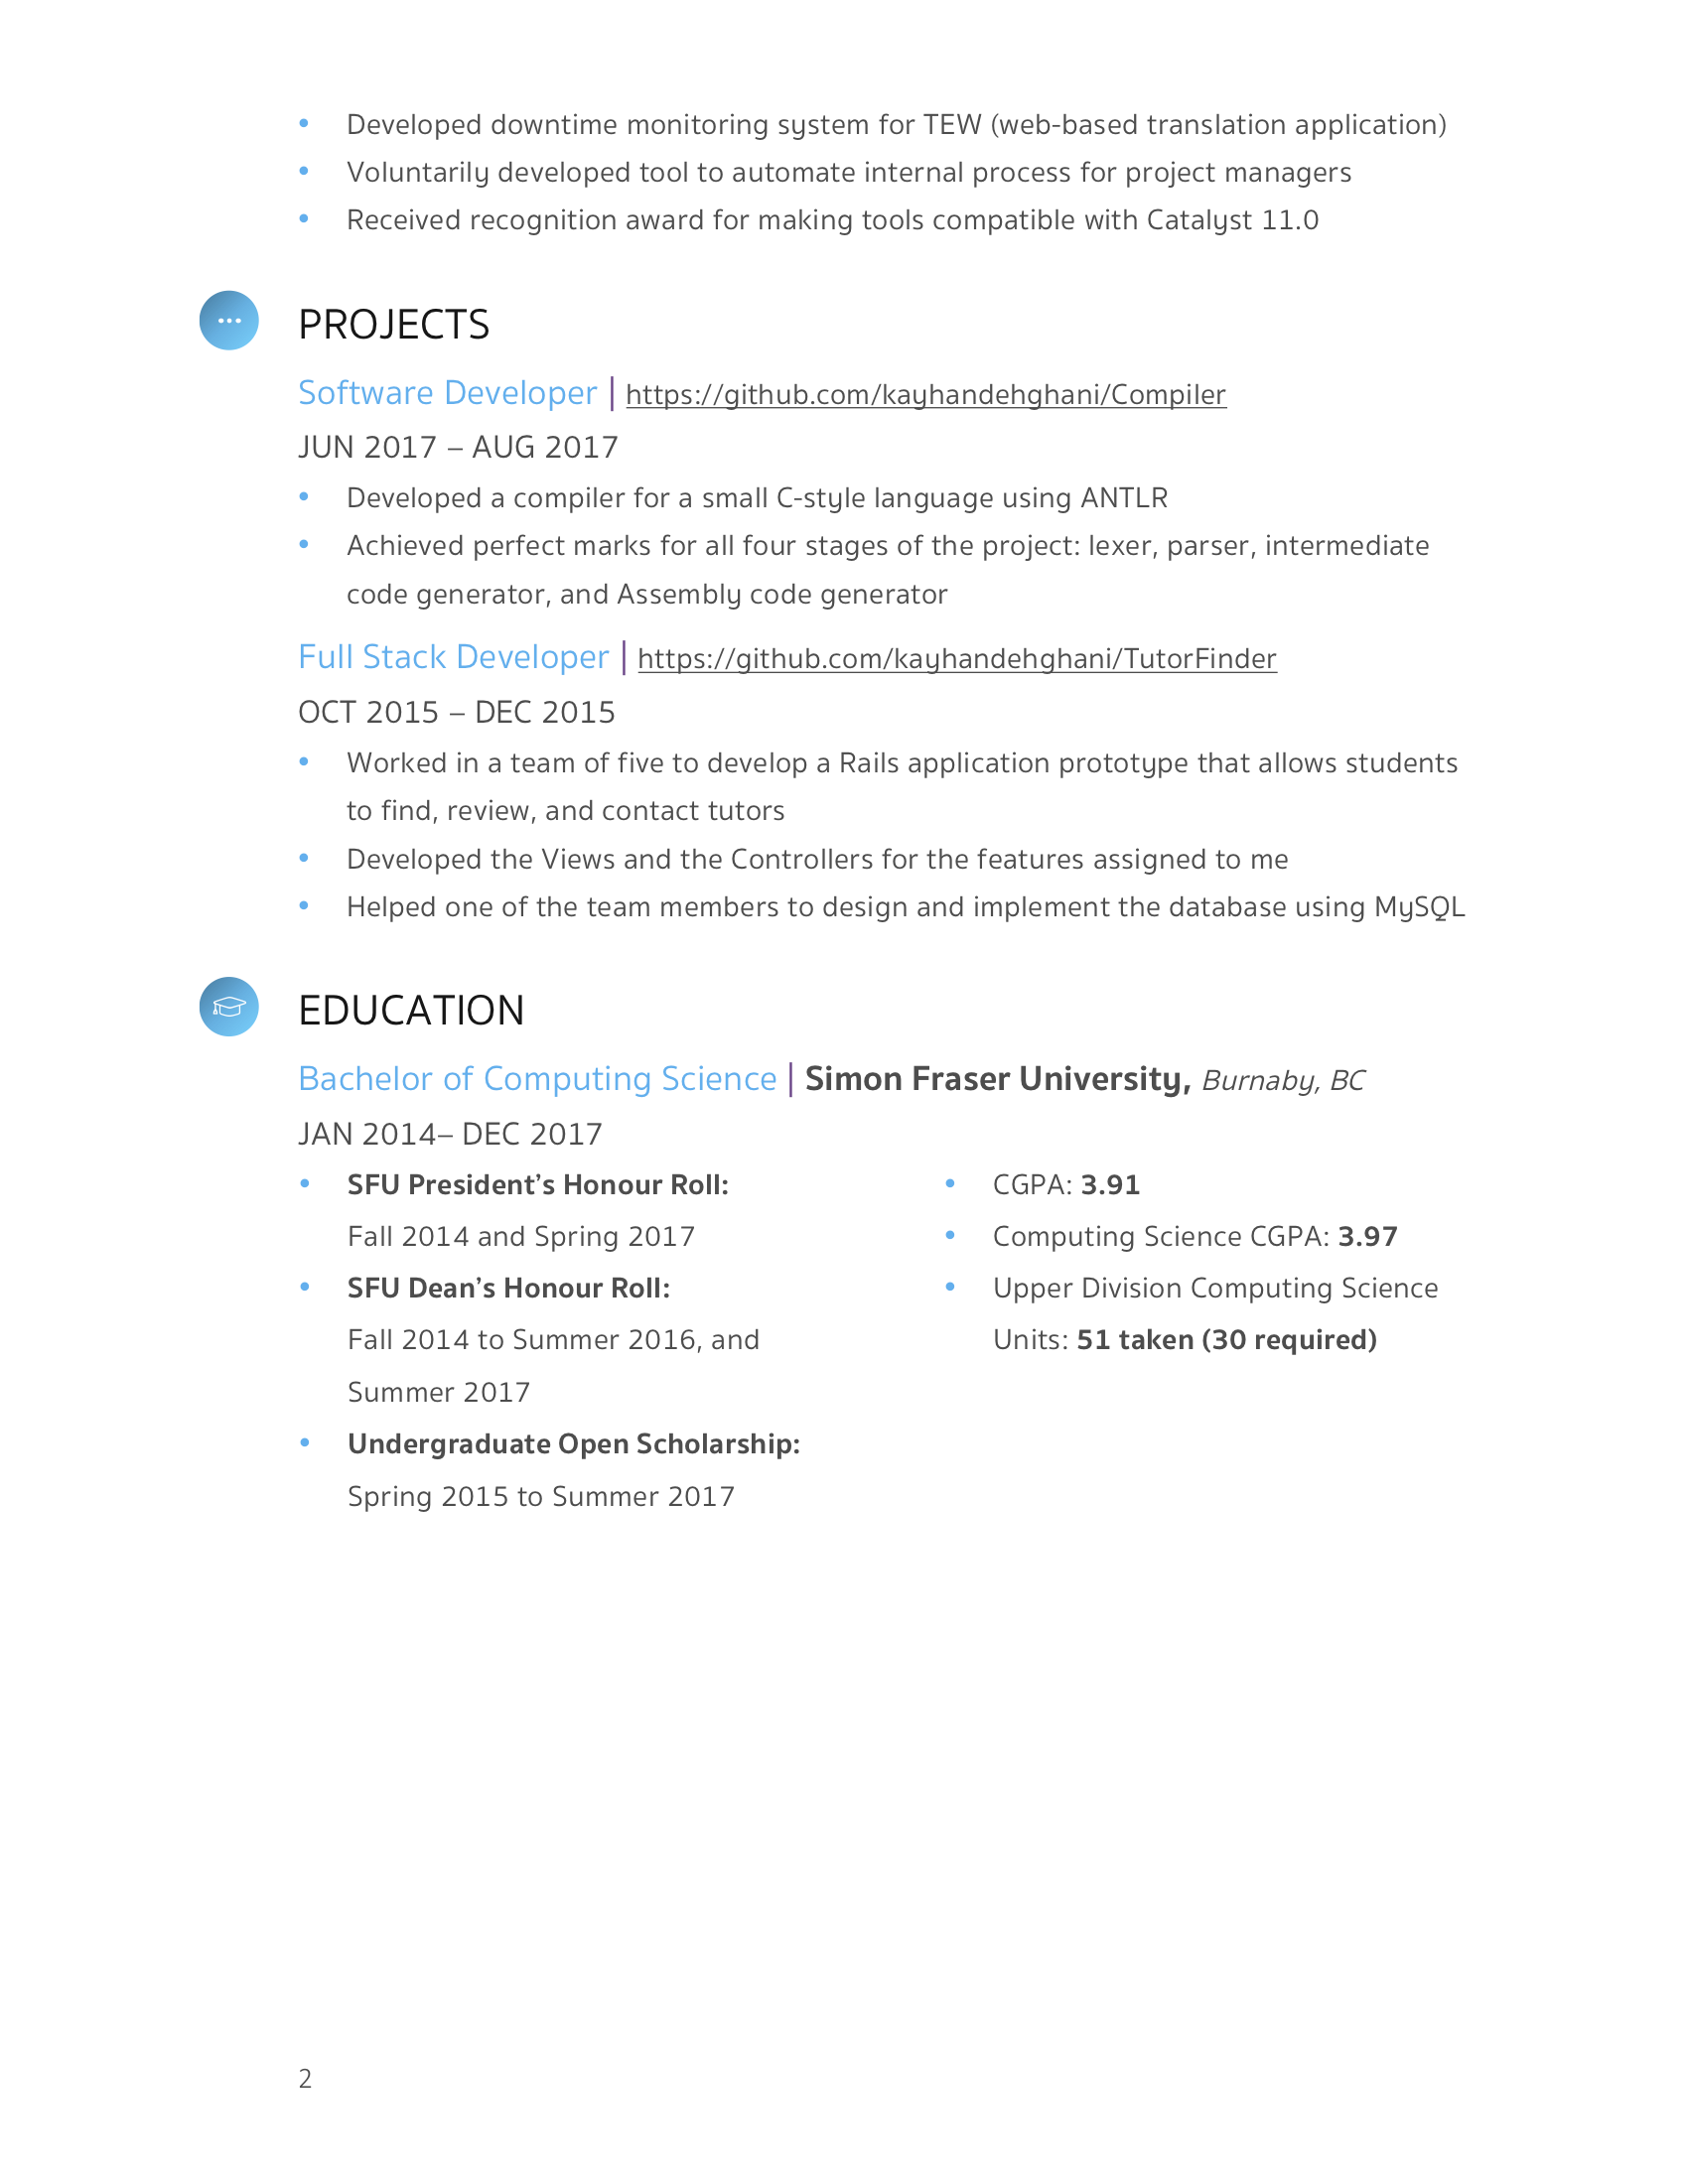 • Developed downtime monitoring system for TEW (web-based translation application)
• Voluntarily developed tool to automate internal process for project managers
• Received recognition award for making tools compatible with Catalyst 11.0
PROJECTS
Software Developer | https://github.com/kayhandehghani/Compiler
JUN 2017 – AUG 2017
• Developed a compiler for a small C-style language using ANTLR
• Achieved perfect marks for all four stages of the project: lexer, parser, intermediate
code generator, and Assembly code generator
Full Stack Developer | https://github.com/kayhandehghani/TutorFinder
OCT 2015 – DEC 2015
• Worked in a team of five to develop a Rails application prototype that allows students
to find, review, and contact tutors
• Developed the Views and the Controllers for the features assigned to me
• Helped one of the team members to design and implement the database using MySQL
EDUCATION
Bachelor of Computing Science | Simon Fraser University, Burnaby, BC
JAN 2014– DEC 2017
• SFU President’s Honour Roll:
Fall 2014 and Spring 2017
• SFU Dean’s Honour Roll:
Fall 2014 to Summer 2016, and
Summer 2017
• Undergraduate Open Scholarship:
Spring 2015 to Summer 2017
• CGPA: 3.91
• Computing Science CGPA: 3.97
• Upper Division Computing Science
Units: 51 taken (30 required)
2